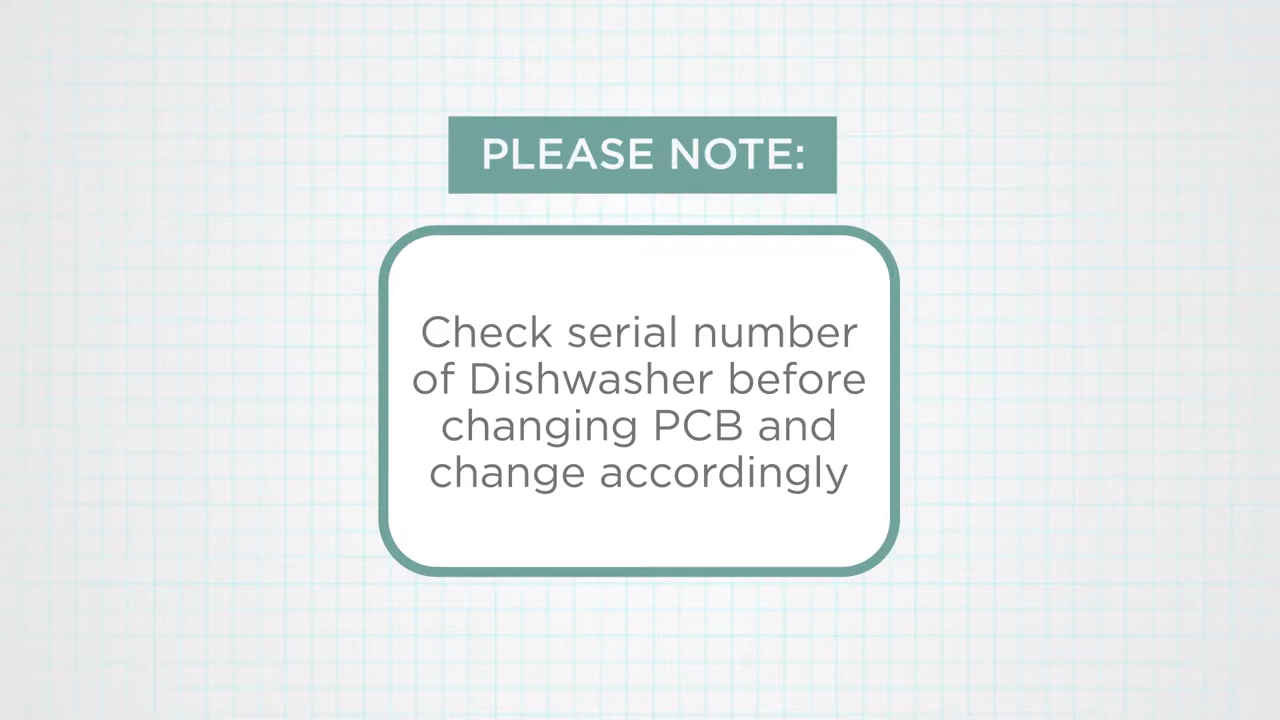 PLEASE NOTE:
Check serial number
of Dishwasher before
changing PCB and
change accordingly